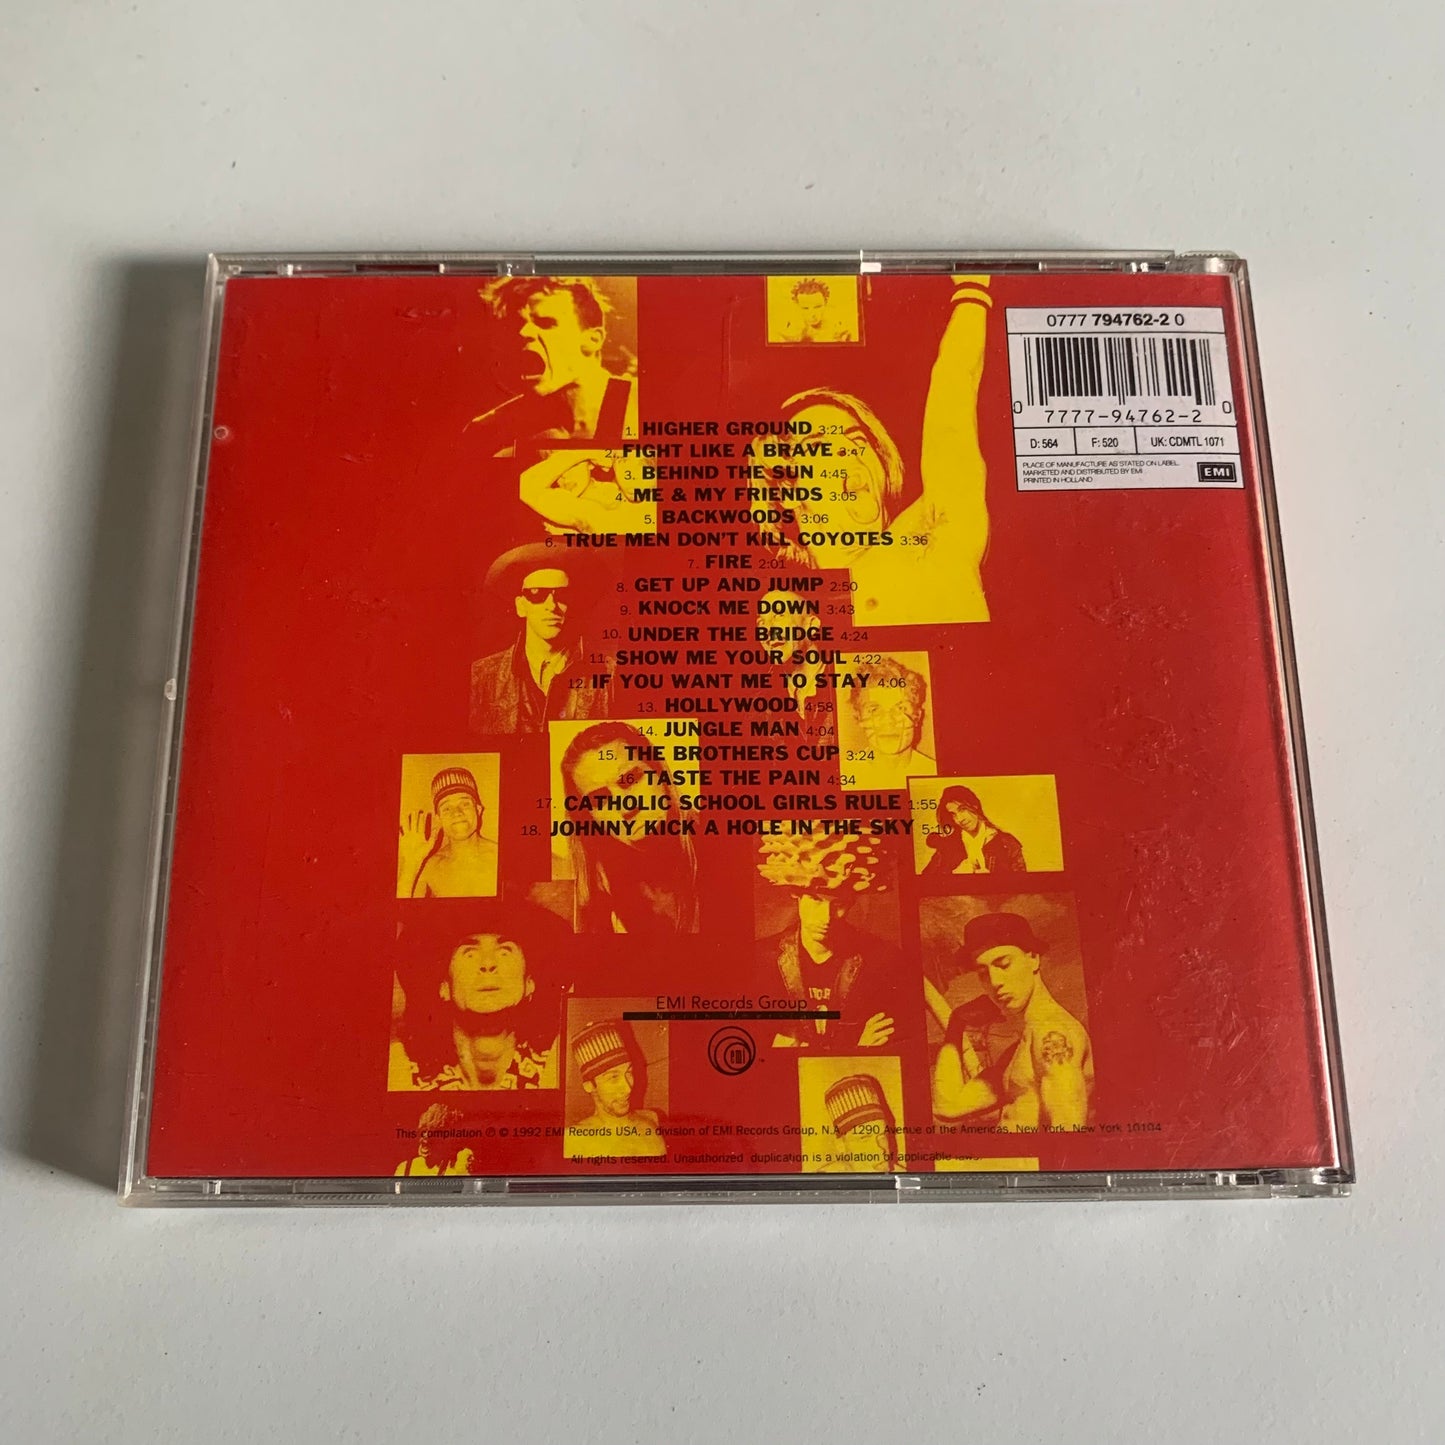 0777 794762-2 0
0 7777-94762-2 0
D: 564 F: 520 UK: CDMTL 1071
PLACE OF MANUFACTURE AS STATED ON LABEL.
MARKETED AND DISTRIBUTED BY EMI
PRINTED IN HOLLAND
EMI
1. HIGHER GROUND 3:21
2. FIGHT LIKE A BRAVE 3:47
3. BEHIND THE SUN 4:45
4. ME & MY FRIENDS 3:05
5. BACKWOODS 3:06
6. TRUE MEN DON'T KILL COYOTES 3:36
7. FIRE 2:01
8. GET UP AND JUMP 2:50
9. KNOCK ME DOWN 3:43
10. UNDER THE BRIDGE 4:24
11. SHOW ME YOUR SOUL 4:22
12. IF YOU WANT ME TO STAY 4:06
13. HOLLYWOOD 4:58
14. JUNGLE MAN 4:04
15. THE BROTHERS CUP 3:24
16. TASTE THE PAIN 4:34
17. CATHOLIC SCHOOL GIRLS RULE 1:55
18. JOHNNY KICK A HOLE IN THE SKY 5:10
EMI Records Group
North America
emi ™
This compilation ℗ © 1992 EMI Records USA, a division of EMI Records Group, N.A., 1290 Avenue of the Americas, New York, New York 10104
All rights reserved. Unauthorized duplication is a violation of applicable laws.